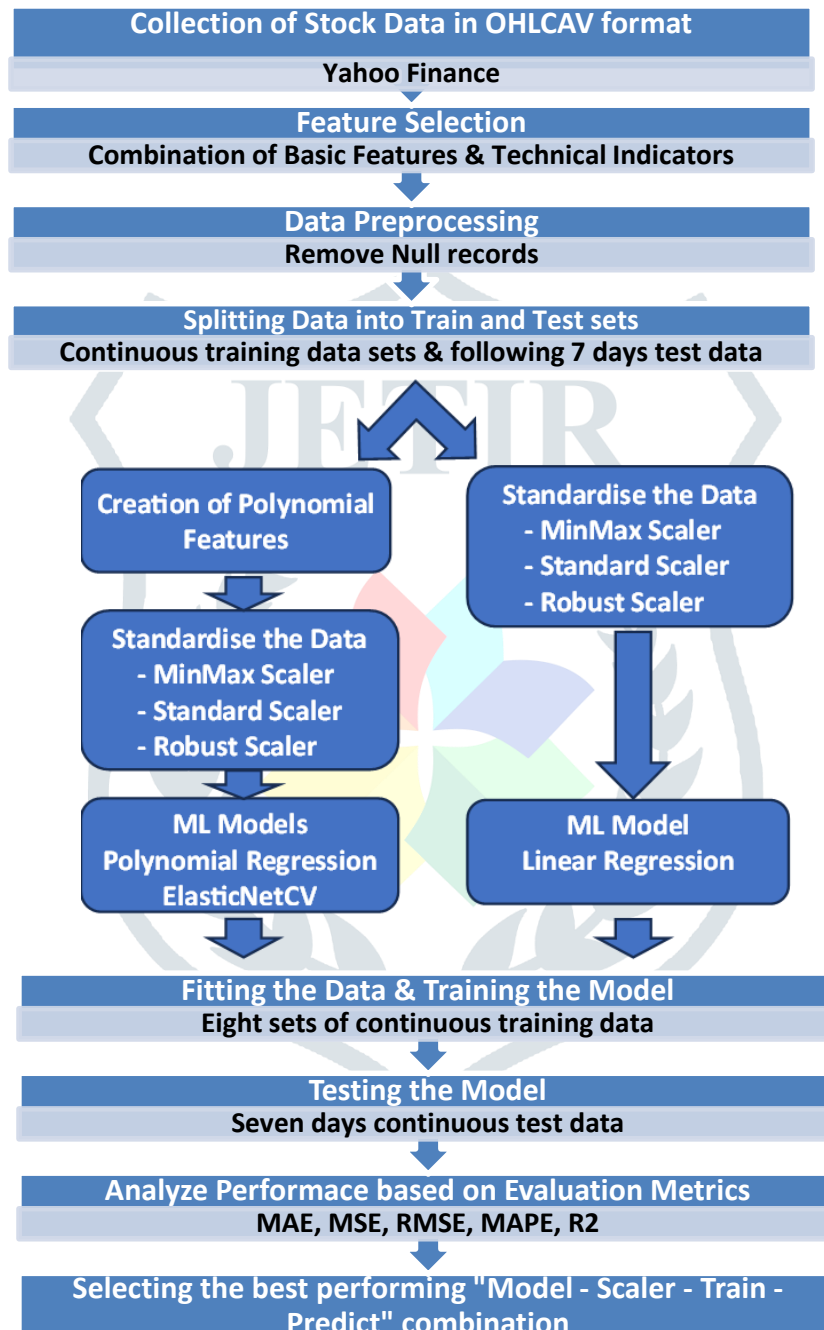 Collection of Stock Data in OHLCAV format
Yahoo Finance
Feature Selection
Combination of Basic Features & Technical Indicators
Data Preprocessing
Remove Null records
Splitting Data into Train and Test sets
Continuous training data sets & following 7 days test data
JETIR
Creation of Polynomial
Features
Standardise the Data
- MinMax Scaler
- Standard Scaler
- Robust Scaler
ML Models
Polynomial Regression
ElasticNetCV
Standardise the Data
- MinMax Scaler
- Standard Scaler
- Robust Scaler
ML Model
Linear Regression
Fitting the Data & Training the Model
Eight sets of continuous training data
Testing the Model
Seven days continuous test data
Analyze Performace based on Evaluation Metrics
MAE, MSE, RMSE, MAPE, R2
Selecting the best performing "Model - Scaler - Train -
Predict" combination